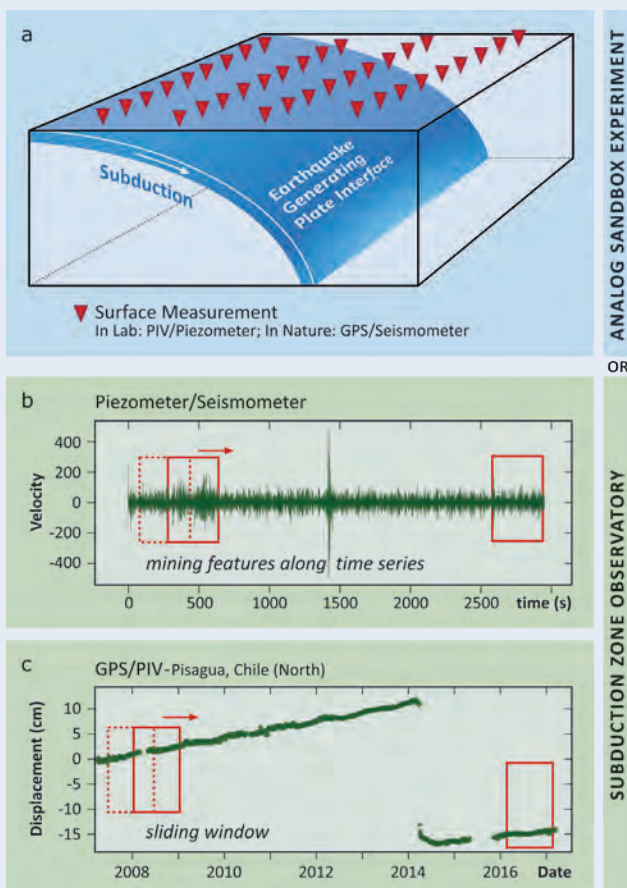 a
Subduction
Earthquake
Generating
Plate Interface
Surface Measurement
In Lab: PIV/Piezometer; In Nature: GPS/Seismometer
ANALOG SANDBOX EXPERIMENT
OR
b
Piezometer/Seismometer
Velocity
400
200
0
-200
-400
mining features along time series
0 500 1000 1500 2000 2500 time (s)
c
GPS/PIV-Pisagua, Chile (North)
Displacement (cm)
10
5
0
-5
-10
-15
sliding window
2008 2010 2012 2014 2016 Date
SUBDUCTION ZONE OBSERVATORY